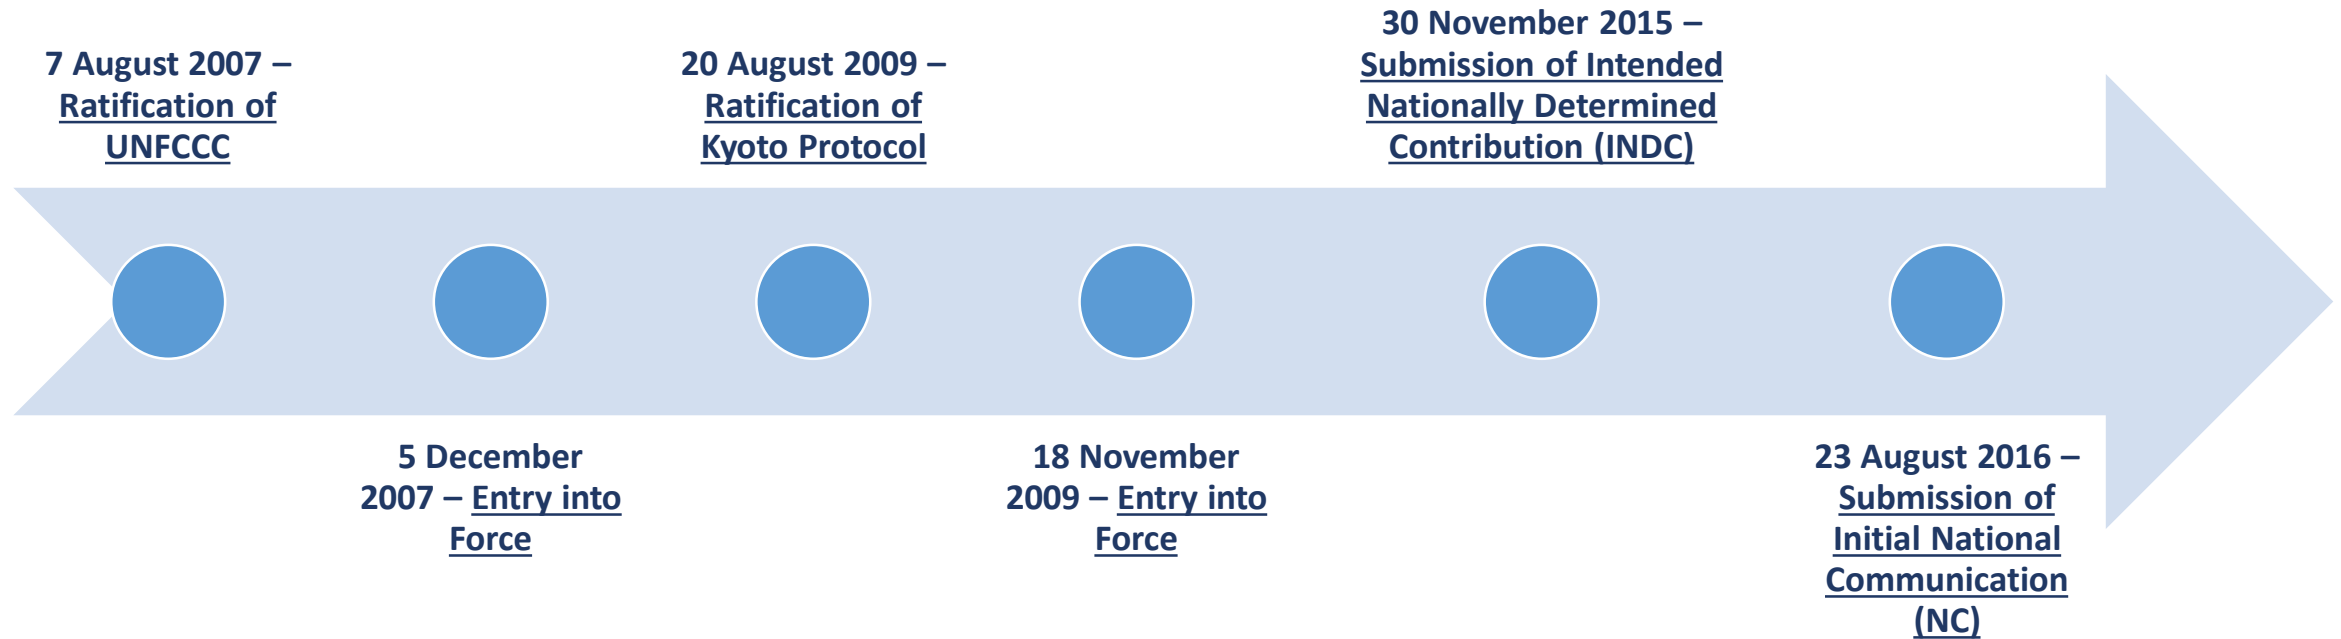 7 August 2007 –
Ratification of
UNFCCC
5 December
2007 – Entry into
Force
20 August 2009 –
Ratification of
Kyoto Protocol
18 November
2009 – Entry into
Force
30 November 2015 –
Submission of Intended
Nationally Determined
Contribution (INDC)
23 August 2016 –
Submission of
Initial National
Communication
(NC)